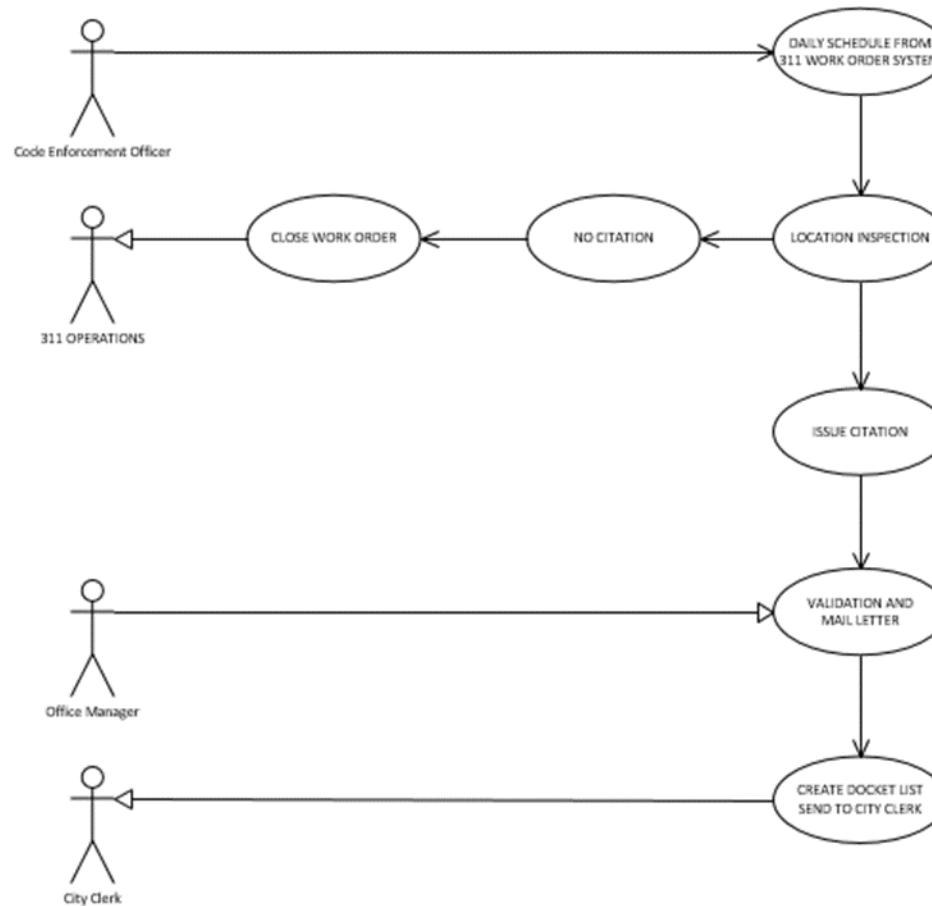 DAILY SCHEDULE FROM
311 WORK ORDER SYSTEM
Code Enforcement Officer
CLOSE WORK ORDER
NO CITATION
LOCATION INSPECTION
311 OPERATIONS
ISSUE CITATION
VALIDATION AND
MAIL LETTER
Office Manager
CREATE DOCKET LIST
SEND TO CITY CLERK
City Clerk